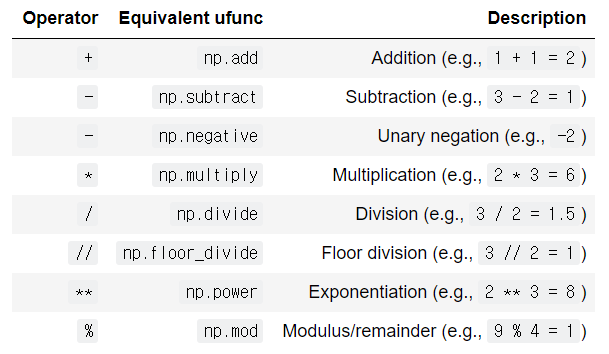 Operator Equivalent ufunc Description
+ np.add Addition (e.g., 1 + 1 = 2 )
- np.subtract Subtraction (e.g., 3 - 2 = 1 )
- np.negative Unary negation (e.g., -2 )
* np.multiply Multiplication (e.g., 2 * 3 = 6 )
/ np.divide Division (e.g., 3 / 2 = 1.5 )
// np.floor_divide Floor division (e.g., 3 // 2 = 1 )
** np.power Exponentiation (e.g., 2 ** 3 = 8 )
% np.mod Modulus/remainder (e.g., 9 % 4 = 1 )